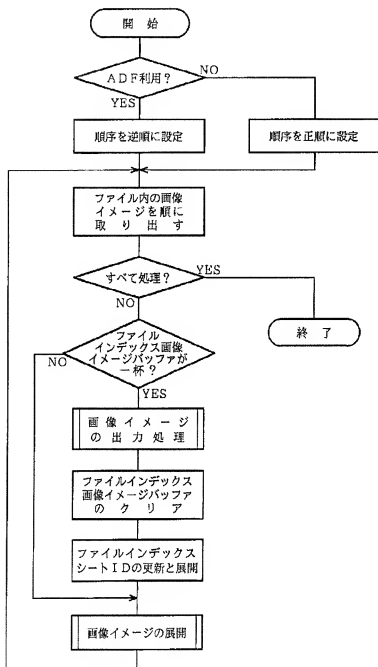 開始
ADF利用?
NO
YES
順序を逆順に設定
順序を正順に設定
ファイル内の画像
イメージを順に
取り出す
すべて処理?
YES
NO
終了
ファイル
インデックス画像
イメージバッファが
一杯?
NO
YES
画像イメージ
の出力処理
ファイルインデックス
画像イメージバッファ
のクリア
ファイルインデックス
シートIDの更新と展開
画像イメージの展開